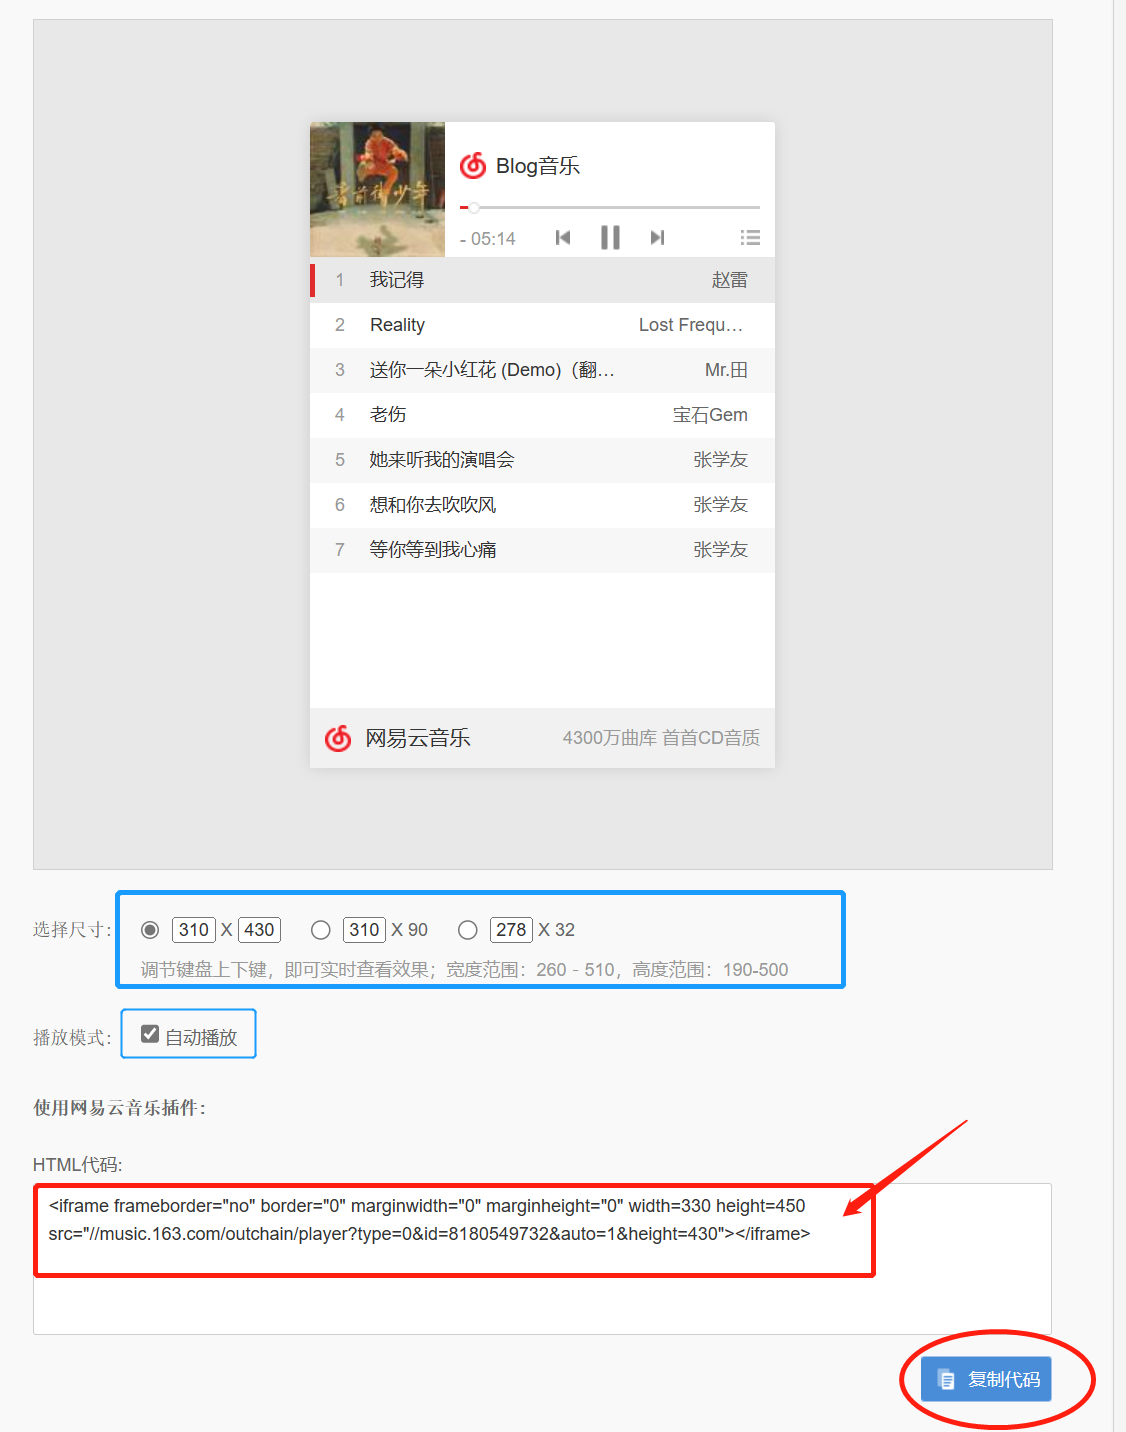 昔前街少年
Blog音乐
- 05:14
1 我记得 赵雷
2 Reality Lost Frequ...
3 送你一朵小红花 (Demo)（翻... Mr.田
4 老伤 宝石Gem
5 她来听我的演唱会 张学友
6 想和你去吹吹风 张学友
7 等你等到我心痛 张学友
网易云音乐 4300万曲库 首首CD音质
选择尺寸： 310 X 430 310 X 90 278 X 32
调节键盘上下键，即可实时查看效果；宽度范围：260 - 510，高度范围：190-500
播放模式： 自动播放
使用网易云音乐插件：
HTML代码:
<iframe frameborder="no" border="0" marginwidth="0" marginheight="0" width=330 height=450
src="//music.163.com/outchain/player?type=0&id=8180549732&auto=1&height=430"></iframe>
复制代码